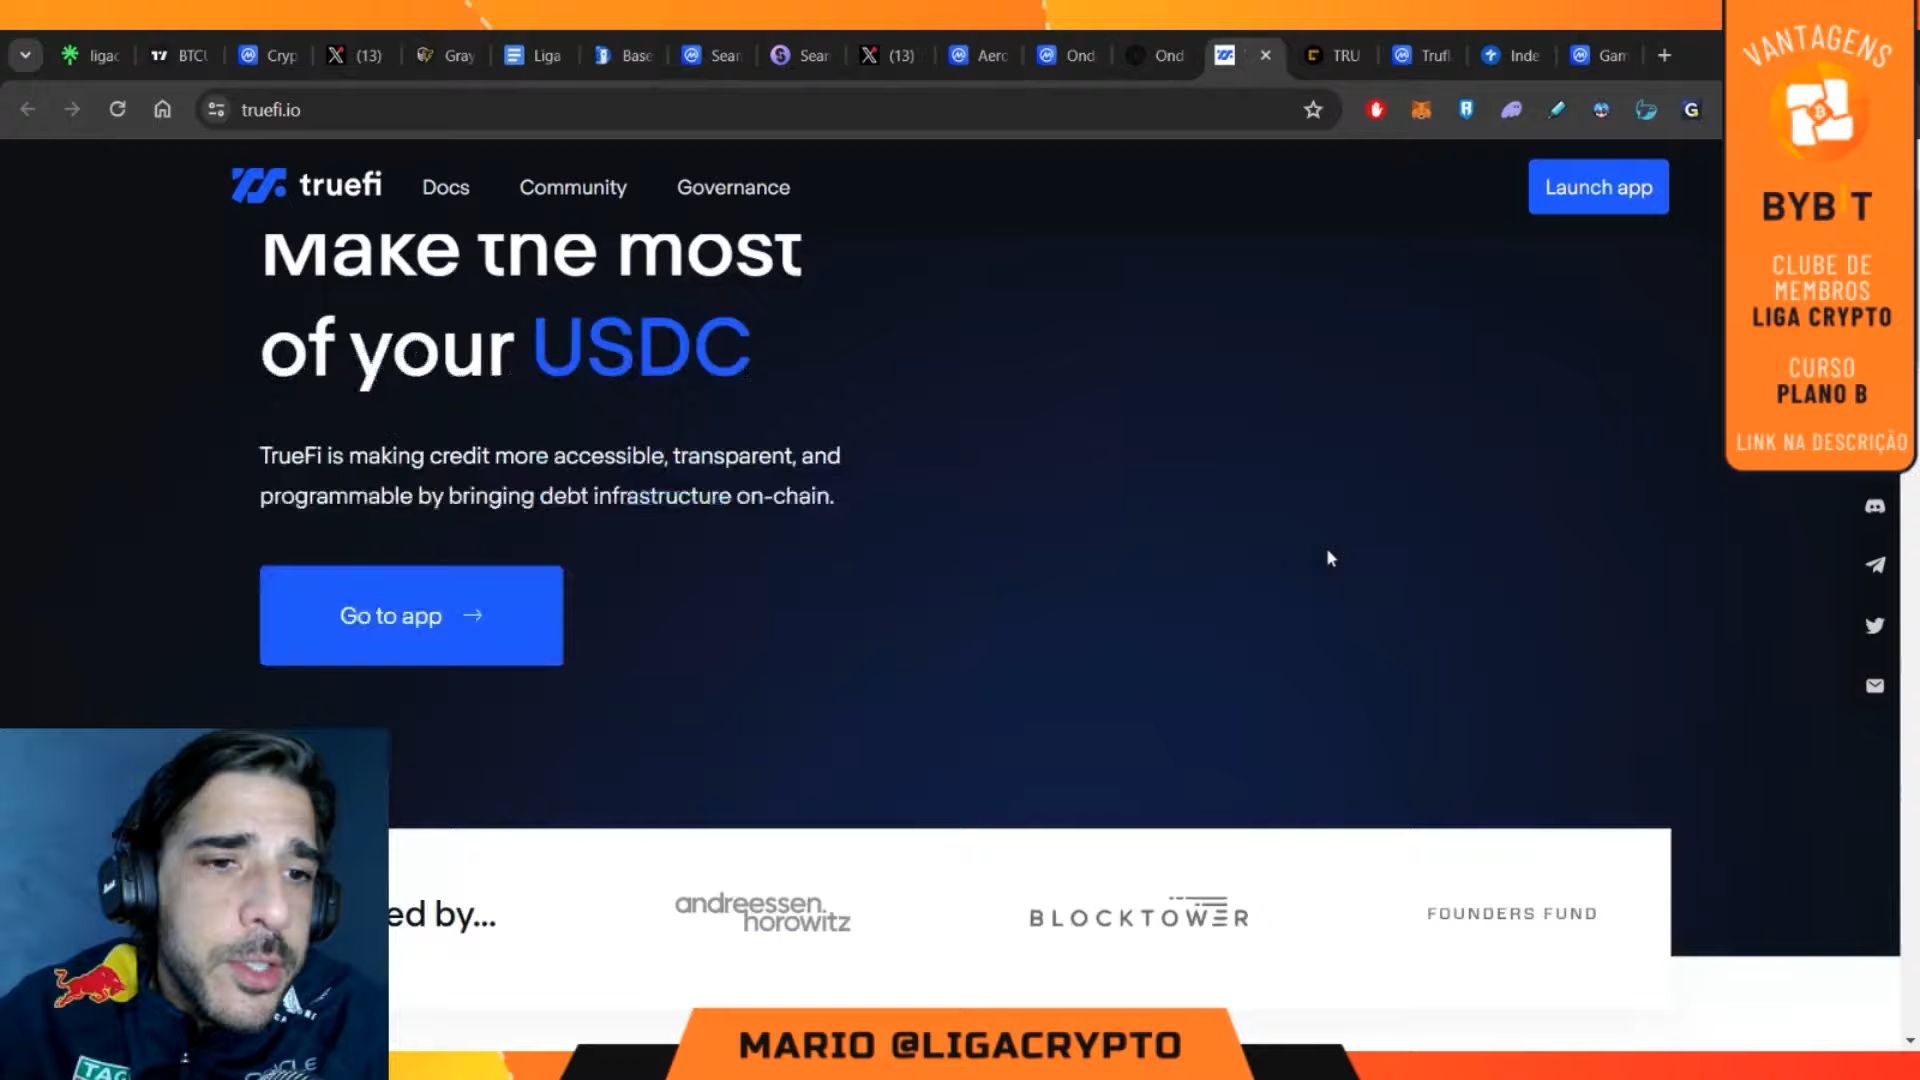 ligac
BTCU
Cryp
(13)
Gray
Liga
Base
Sear
Sear
(13)
Aero
Ond
Ond
TRU
Trufi
Inde
Gam
truefi.io
truefi
Docs
Community
Governance
Launch app
Make the most
of your USDC
TrueFi is making credit more accessible, transparent, and
programmable by bringing debt infrastructure on-chain.
Go to app →
ed by...
andreessen.
horowitz
BLOCKTOWER
FOUNDERS FUND
VANTAGENS
BYBIT
CLUBE DE
MEMBROS
LIGA CRYPTO
CURSO
PLANO B
LINK NA DESCRIÇÃO
TAG
MARIO @LIGACRYPTO